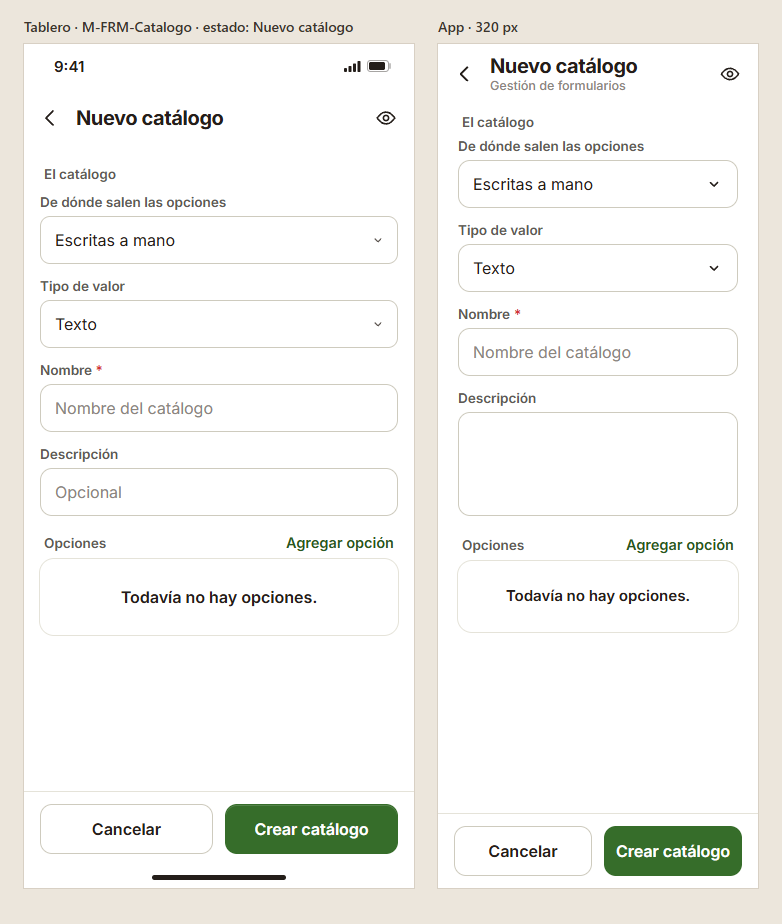 Tablero · M-FRM-Catalogo · estado: Nuevo catálogo
9:41
Nuevo catálogo
El catálogo
De dónde salen las opciones
Escritas a mano
Tipo de valor
Texto
Nombre *
Nombre del catálogo
Descripción
Opcional
Opciones
Agregar opción
Todavía no hay opciones.
Cancelar
Crear catálogo
App · 320 px
Nuevo catálogo
Gestión de formularios
El catálogo
De dónde salen las opciones
Escritas a mano
Tipo de valor
Texto
Nombre *
Nombre del catálogo
Descripción
Opciones
Agregar opción
Todavía no hay opciones.
Cancelar
Crear catálogo